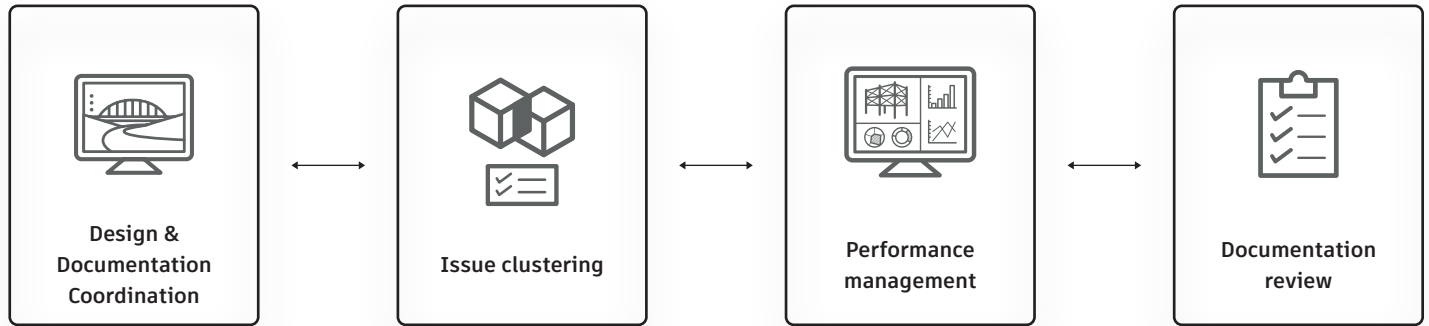 Design &
Documentation
Coordination
Issue clustering
Performance
management
Documentation
review